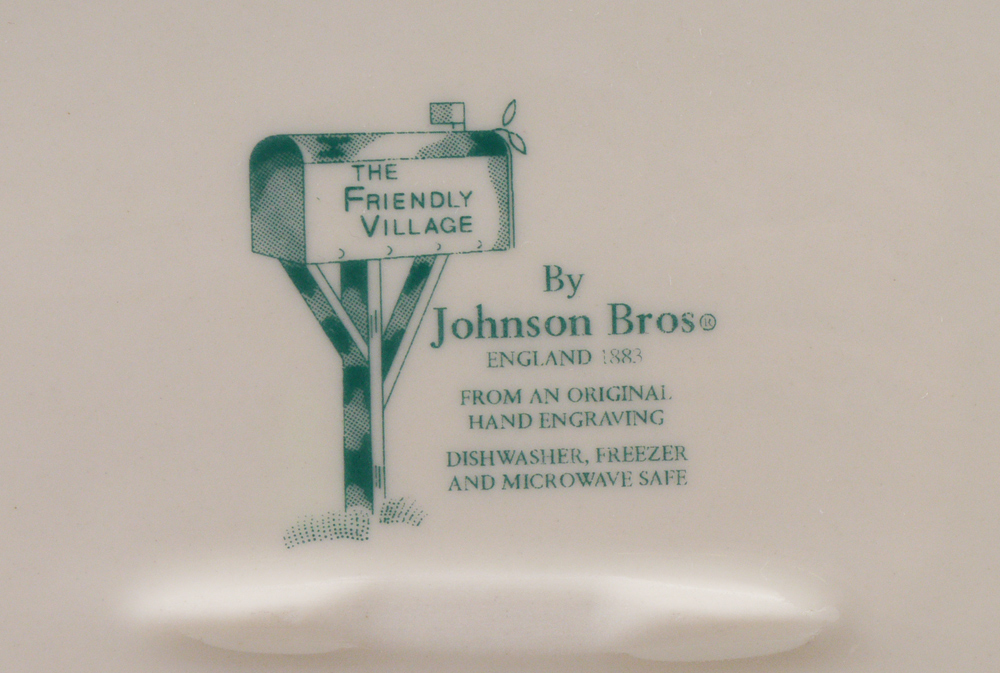 THE
FRIENDLY
VILLAGE
By
Johnson Bros®
ENGLAND 1883
FROM AN ORIGINAL
HAND ENGRAVING
DISHWASHER, FREEZER
AND MICROWAVE SAFE